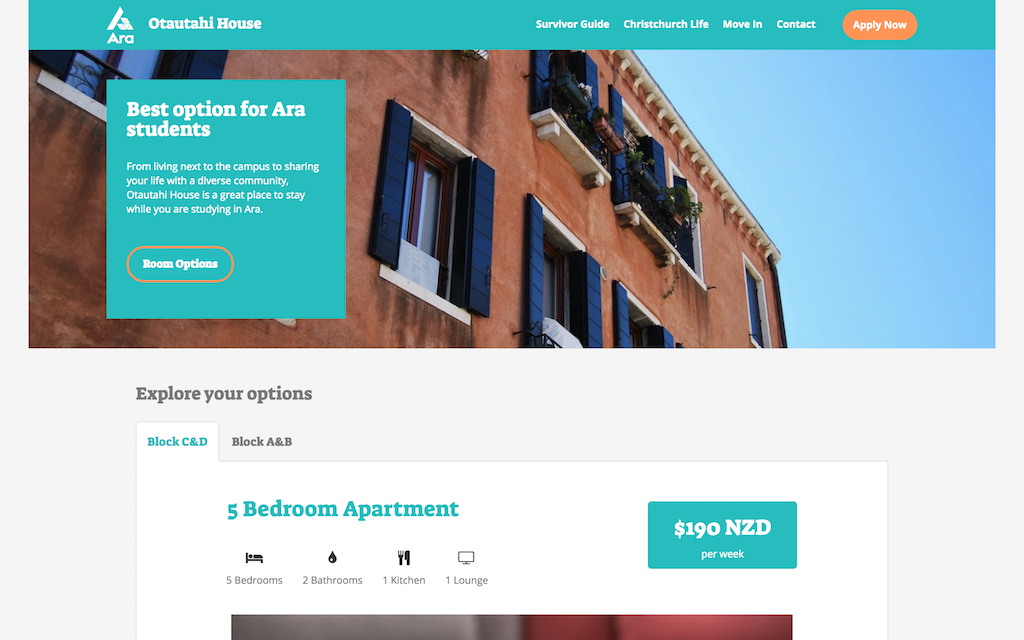 Ara
Otautahi House
Survivor Guide
Christchurch Life
Move In
Contact
Apply Now
Best option for Ara
students
From living next to the campus to sharing
your life with a diverse community,
Otautahi House is a great place to stay
while you are studying in Ara.
Room Options
Explore your options
Block C&D
Block A&B
5 Bedroom Apartment
$190 NZD
per week
5 Bedrooms
2 Bathrooms
1 Kitchen
1 Lounge